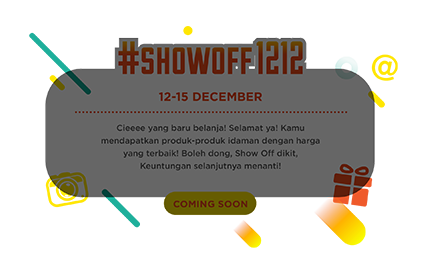 #SHOWOFF1212
@
12-15 DECEMBER
Cieeee yang baru belanja! Selamat ya! Kamu
mendapatkan produk-produk idaman dengan harga
yang terbaik! Boleh dong, Show Off dikit,
Keuntungan selanjutnya menanti!
COMING SOON